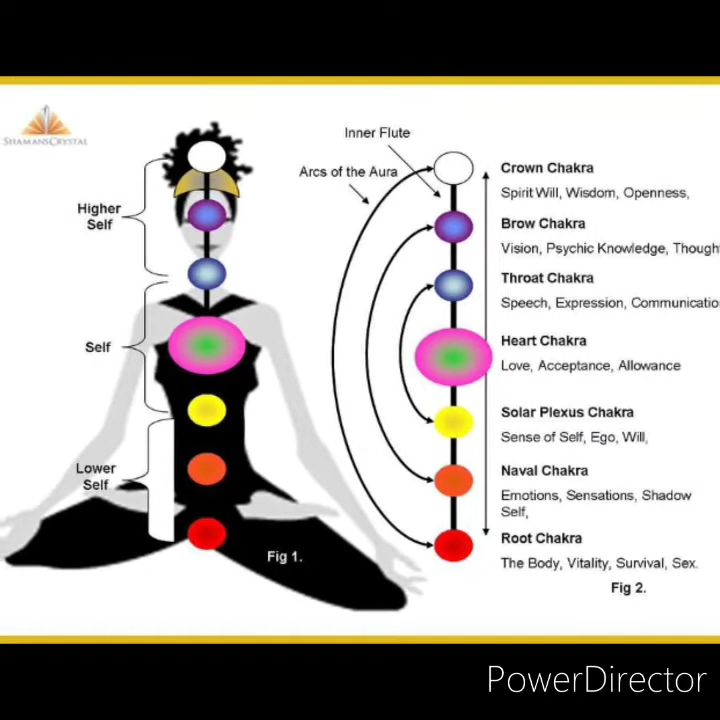 SHAMANSCRYSTAL
Higher
Self
Self
Lower
Self
Fig 1.
Inner Flute
Arcs of the Aura
Crown Chakra
Spirit Will, Wisdom, Openness,
Brow Chakra
Vision, Psychic Knowledge, Though
Throat Chakra
Speech, Expression, Communicatio
Heart Chakra
Love, Acceptance, Allowance
Solar Plexus Chakra
Sense of Self, Ego, Will,
Naval Chakra
Emotions, Sensations, Shadow
Self,
Root Chakra
The Body, Vitality, Survival, Sex.
Fig 2.
PowerDirector